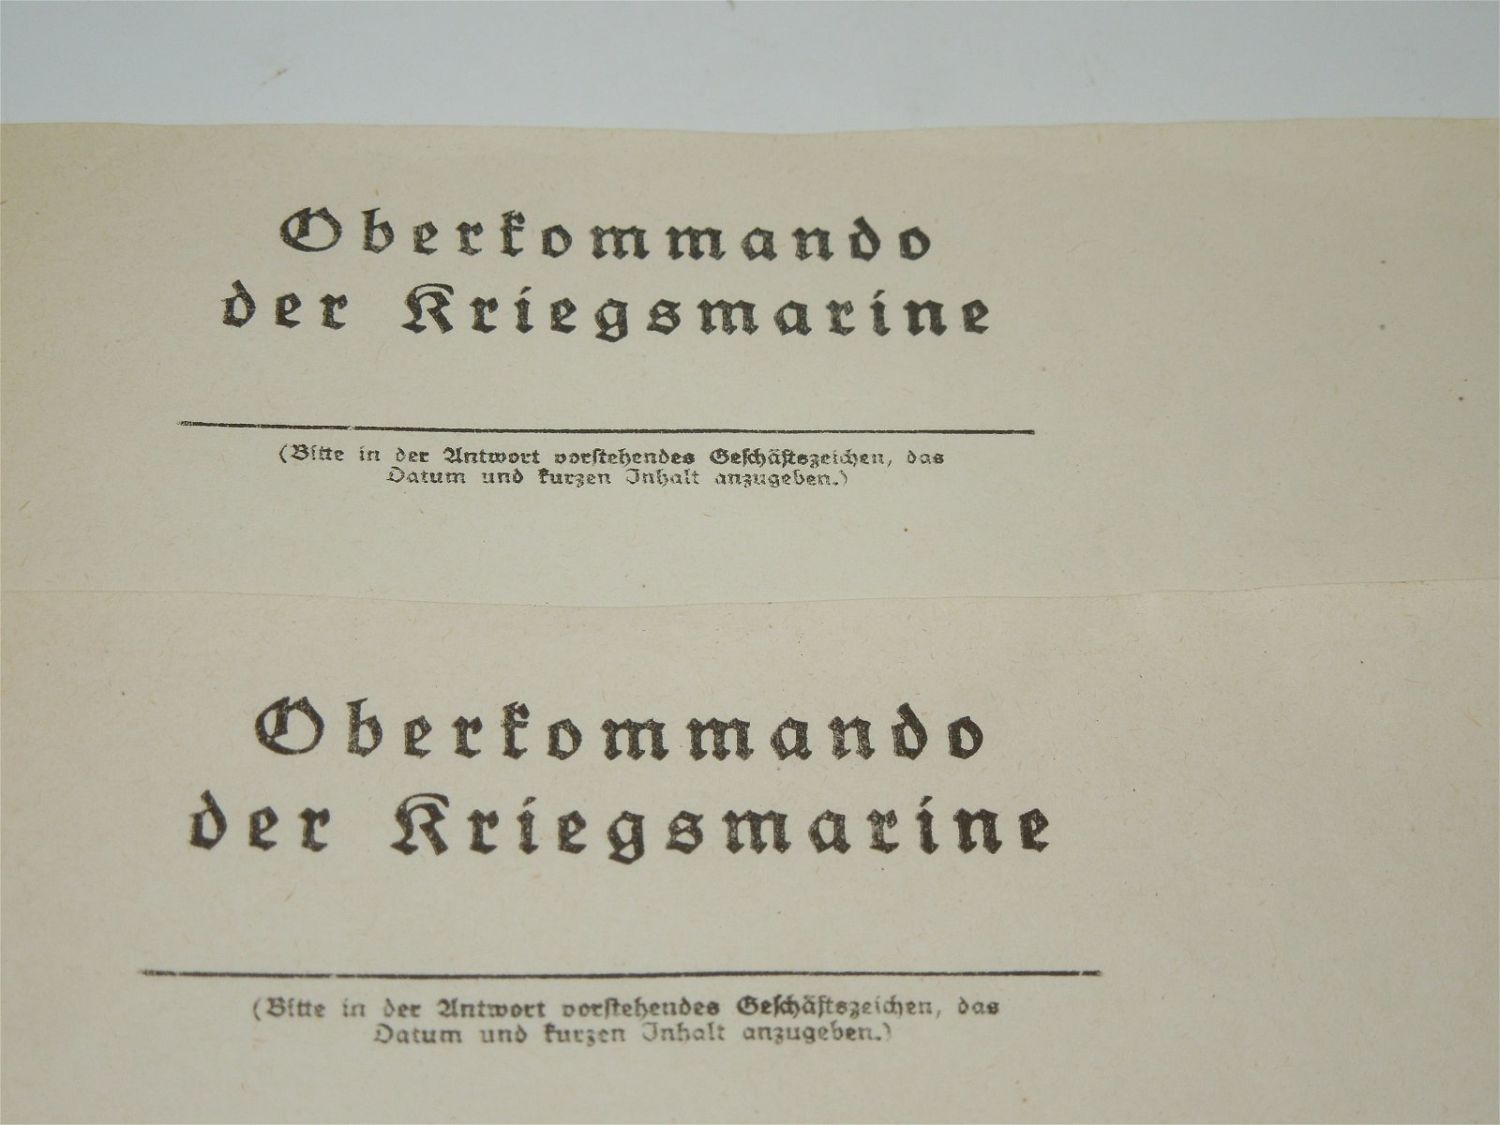 Oberkommando
der Kriegsmarine
(Bitte in der Antwort vorstehendes Geschäftszeichen, das
Datum und kurzen Inhalt anzugeben.)
Oberkommando
der Kriegsmarine
(Bitte in der Antwort vorstehendes Geschäftszeichen, das
Datum und kurzen Inhalt anzugeben.)